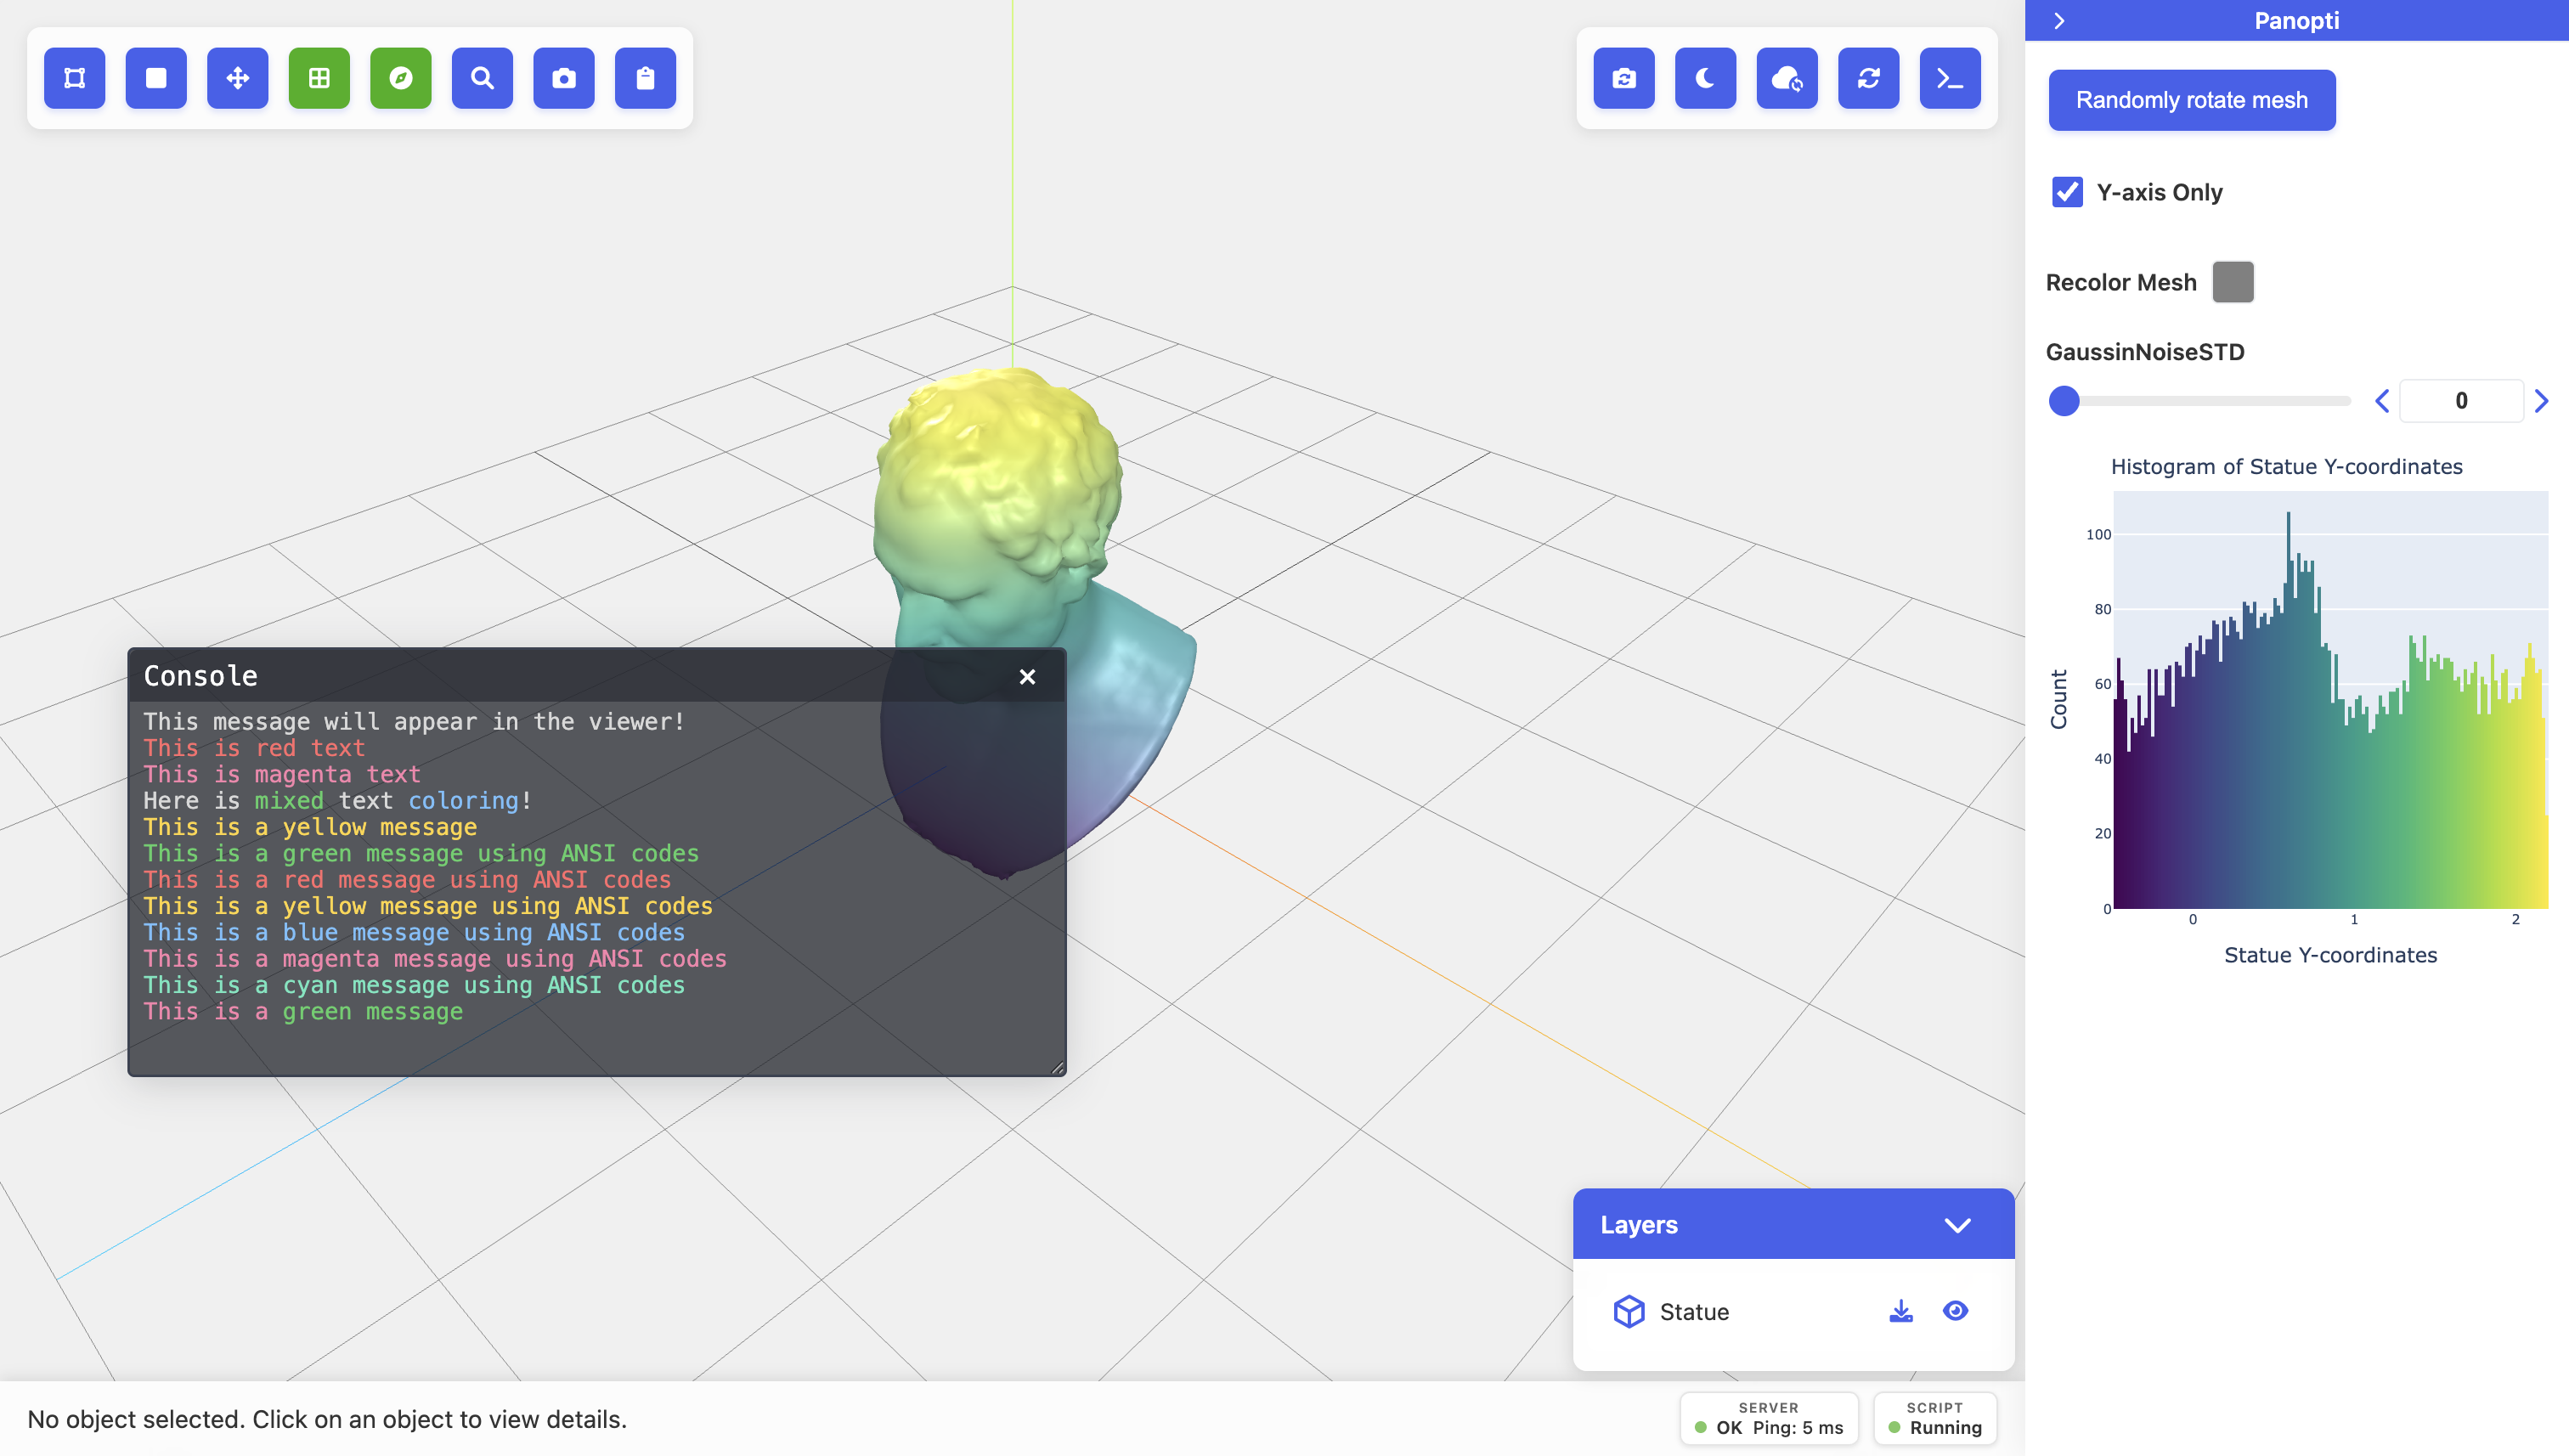 Panopti
Randomly rotate mesh
Y-axis Only
Recolor Mesh
GaussinNoiseSTD
0
Histogram of Statue Y-coordinates
100
80
60
40
20
0
Count
0 1 2
Statue Y-coordinates
Console
This message will appear in the viewer!
This is red text
This is magenta text
Here is mixed text coloring!
This is a yellow message
This is a green message using ANSI codes
This is a red message using ANSI codes
This is a yellow message using ANSI codes
This is a blue message using ANSI codes
This is a magenta message using ANSI codes
This is a cyan message using ANSI codes
This is a green message
Layers
Statue
No object selected. Click on an object to view details.
SERVER
OK Ping: 5 ms
SCRIPT
Running